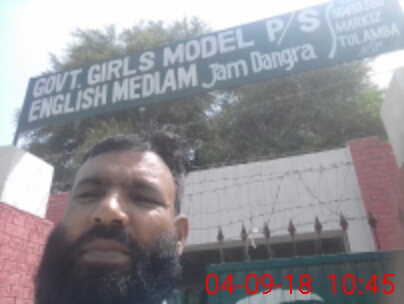 GOVT. GIRLS MODEL P/S
ENGLISH MEDIAM Jam Dangra
MARKIZ
TULAMBA
04-09-18 10:45